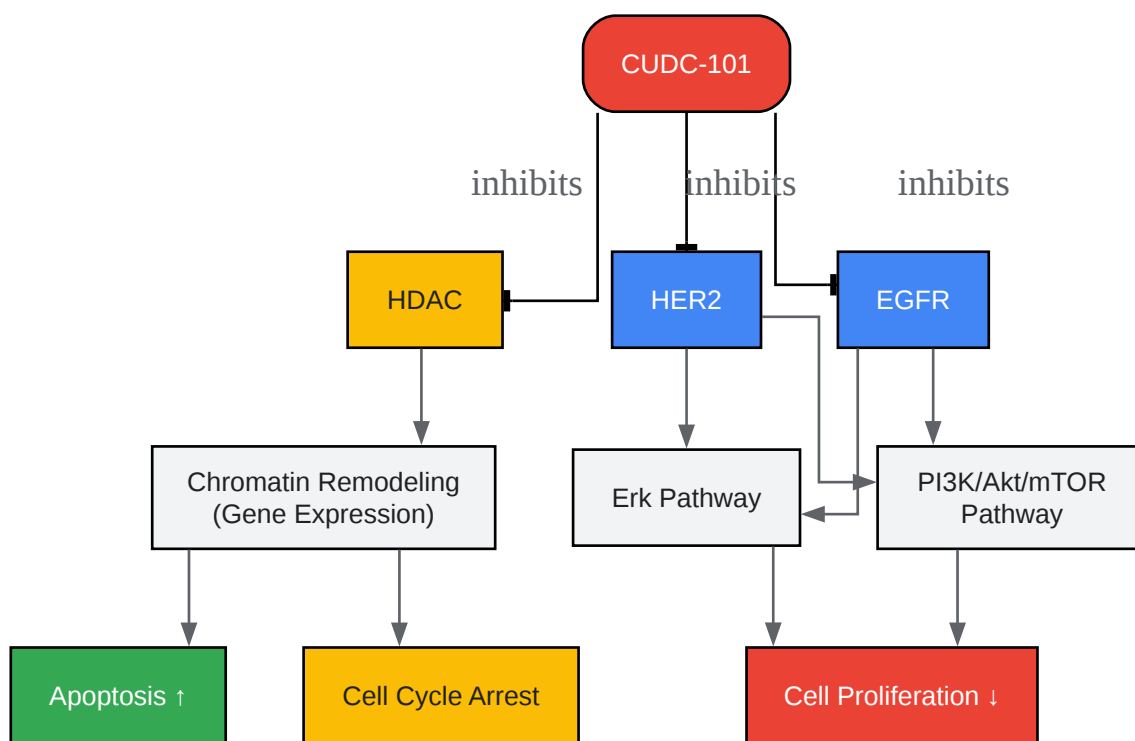 CUDC-101
inhibits
inhibits
inhibits
HDAC
HER2
EGFR
Chromatin Remodeling
(Gene Expression)
Erk Pathway
PI3K/Akt/mTOR
Pathway
Apoptosis ↑
Cell Cycle Arrest
Cell Proliferation ↓